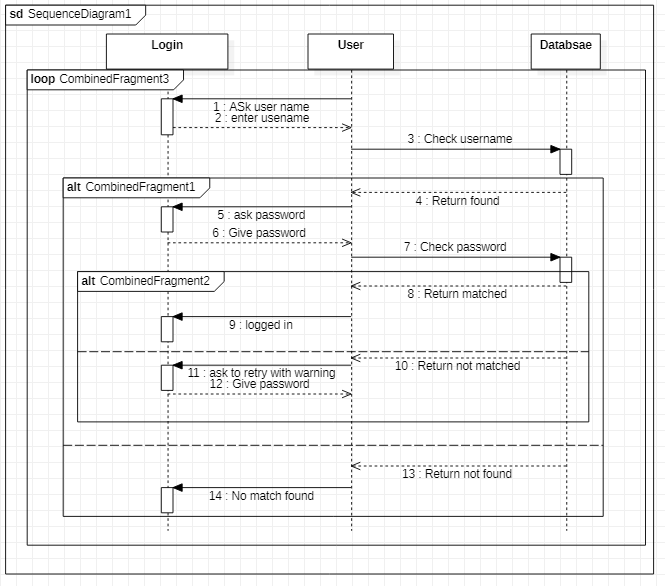 sd SequenceDiagram1
Login
User
Databsae
loop CombinedFragment3
1 : ASk user name
2 : enter usename
3 : Check username
alt CombinedFragment1
4 : Return found
5 : ask password
6 : Give password
7 : Check password
alt CombinedFragment2
8 : Return matched
9 : logged in
10 : Return not matched
11 : ask to retry with warning
12 : Give password
13 : Return not found
14 : No match found